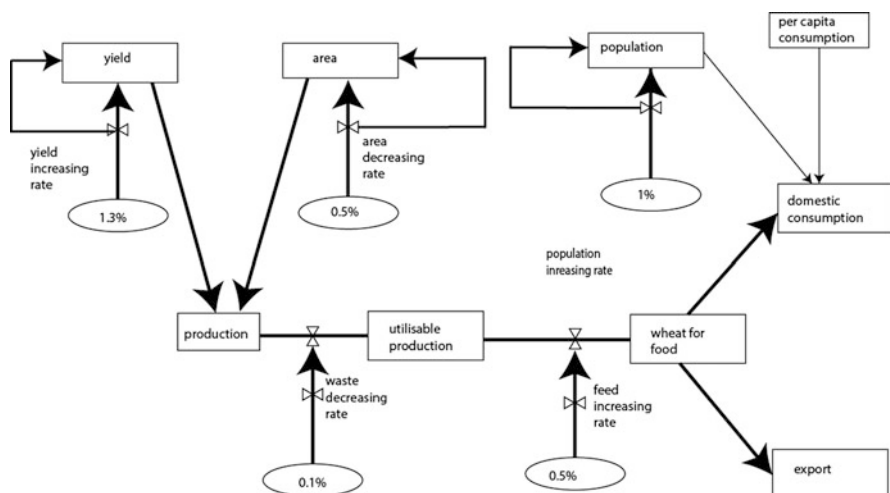 yield
area
population
per capita
consumption
yield
increasing
rate
area
decreasing
rate
1.3%
0.5%
1%
domestic
consumption
population
inreasing rate
production
utilisable
production
wheat for
food
waste
decreasing
rate
feed
increasing
rate
0.1%
0.5%
export